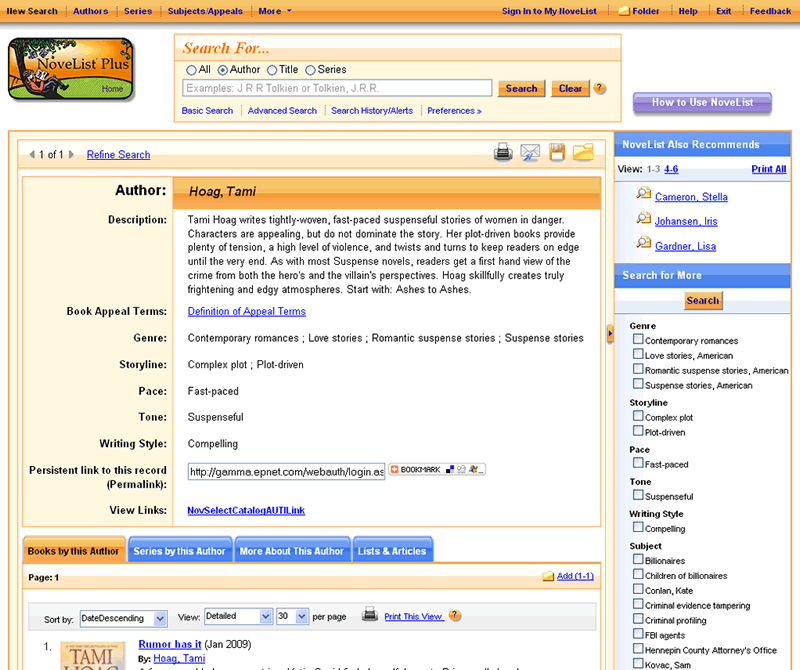 New Search Authors Series Subjects/Appeals More Sign In to My NoveList Folder Help Exit Feedback
NoveList Plus
Home
Search For...
All Author Title Series
Examples: J R R Tolkien or Tolkien, J.R.R. Search Clear ?
Basic Search Advanced Search Search History/Alerts Preferences »
How to Use NoveList
1 of 1 Refine Search
Author: Hoag, Tami
Description: Tami Hoag writes tightly-woven, fast-paced suspenseful stories of women in danger.
Characters are appealing, but do not dominate the story. Her plot-driven books provide
plenty of tension, a high level of violence, and twists and turns to keep readers on edge
until the very end. As with most Suspense novels, readers get a first hand view of the
crime from both the hero's and the villain's perspectives. Hoag skillfully creates truly
frightening and edgy atmospheres. Start with: Ashes to Ashes.
Book Appeal Terms: Definition of Appeal Terms
Genre: Contemporary romances ; Love stories ; Romantic suspense stories ; Suspense stories
Storyline: Complex plot ; Plot-driven
Pace: Fast-paced
Tone: Suspenseful
Writing Style: Compelling
Persistent link to this record
(Permalink): http://gamma.epnet.com/webauth/login.as BOOKMARK
View Links: NovSelectCatalogAUTILink
Books by this Author Series by this Author More About This Author Lists & Articles
Page: 1 Add (1-1)
Sort by: DateDescending View: Detailed 30 per page Print This View ?
1. Rumor has it (Jan 2009)
By: Hoag, Tami
TAMI
HOAG
NoveList Also Recommends
View: 1-3 4-6 Print All
Cameron, Stella
Johansen, Iris
Gardner, Lisa
Search for More
Search
Genre
Contemporary romances
Love stories, American
Romantic suspense stories, American
Suspense stories, American
Storyline
Complex plot
Plot-driven
Pace
Fast-paced
Tone
Suspenseful
Writing Style
Compelling
Subject
Billionaires
Children of billionaires
Conlan, Kate
Criminal evidence tampering
Criminal profiling
FBI agents
Hennepin County Attorney's Office
Kovac, Sam